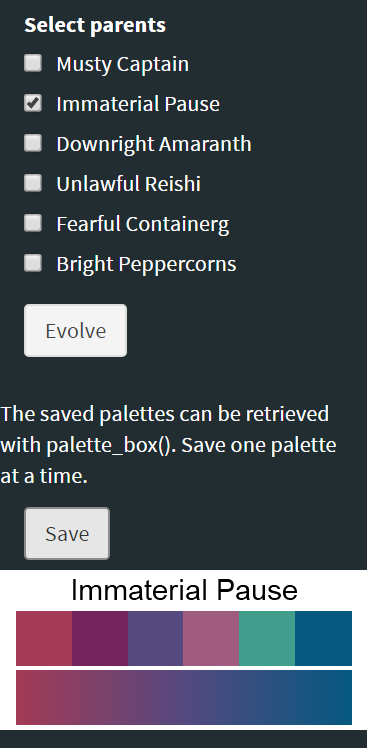 Select parents
Musty Captain
Immaterial Pause
Downright Amaranth
Unlawful Reishi
Fearful Containerg
Bright Peppercorns
Evolve
The saved palettes can be retrieved
with palette_box(). Save one palette
at a time.
Save
Immaterial Pause